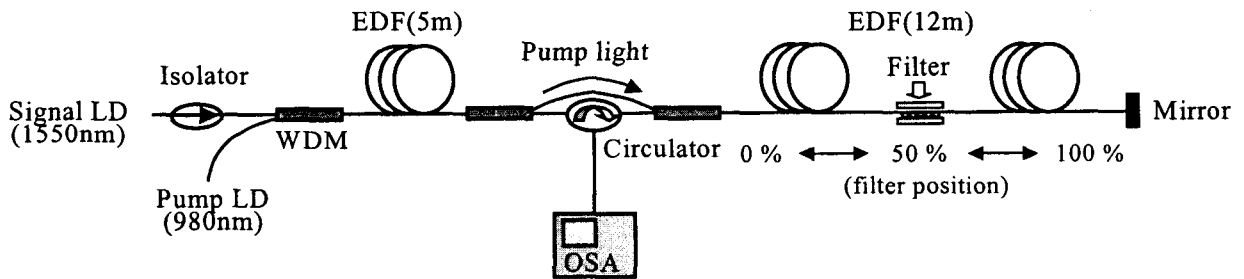 EDF(5m)
EDF(12m)
Pump light
Isolator
Filter
Signal LD
(1550nm)
WDM
Circulator
Mirror
0 %
50 %
100 %
(filter position)
Pump LD
(980nm)
OSA